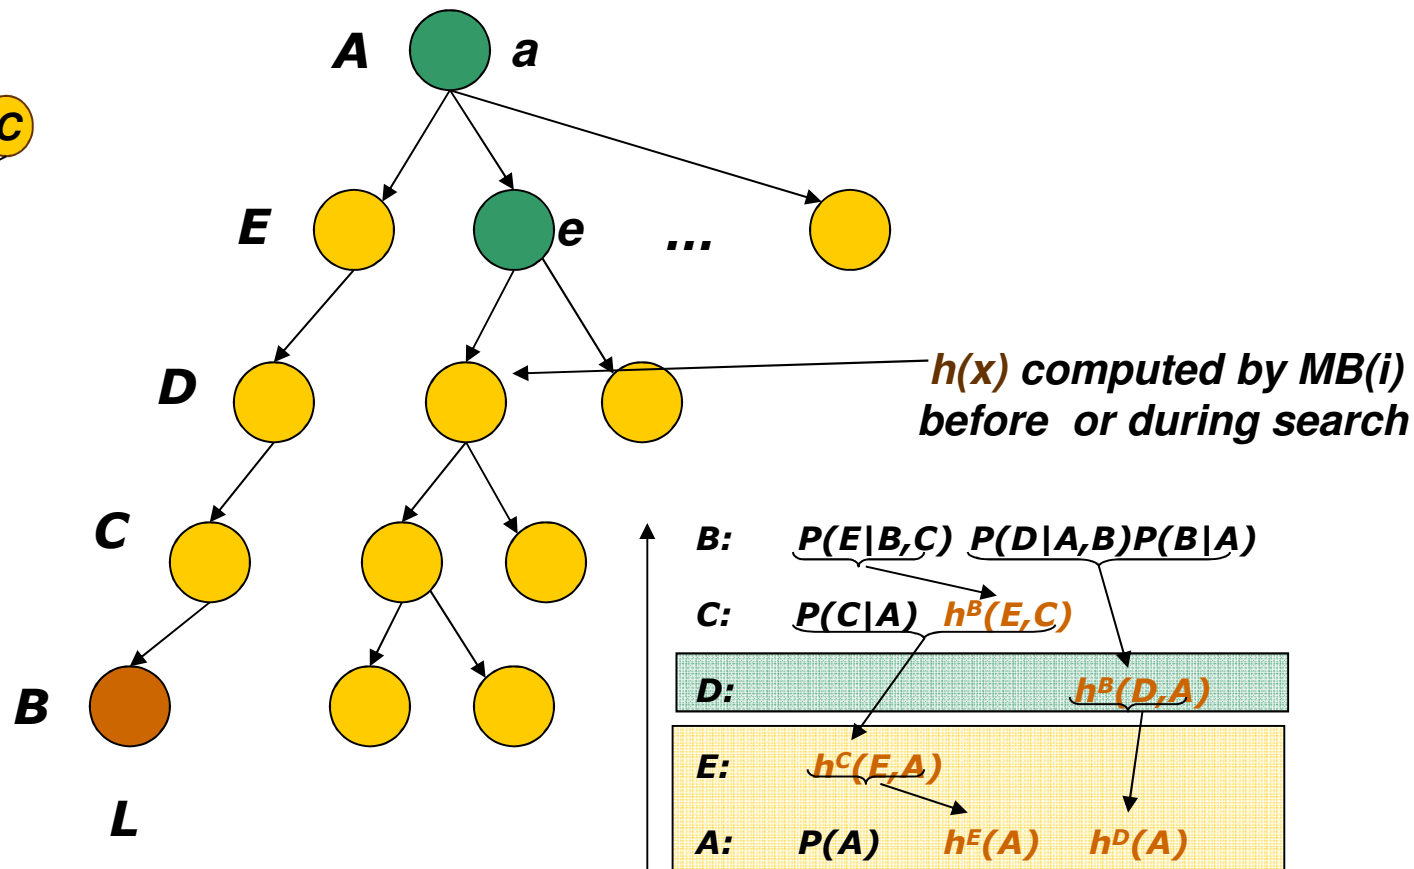 A a
C
E e ...
D
h(x) computed by MB(i)
before or during search
C
B: P(E|B,C) P(D|A,B)P(B|A)
C: P(C|A) hᴮ(E,C)
B
D: hᴮ(D,A)
E: hᶜ(E,A)
L
A: P(A) hᴱ(A) hᴰ(A)